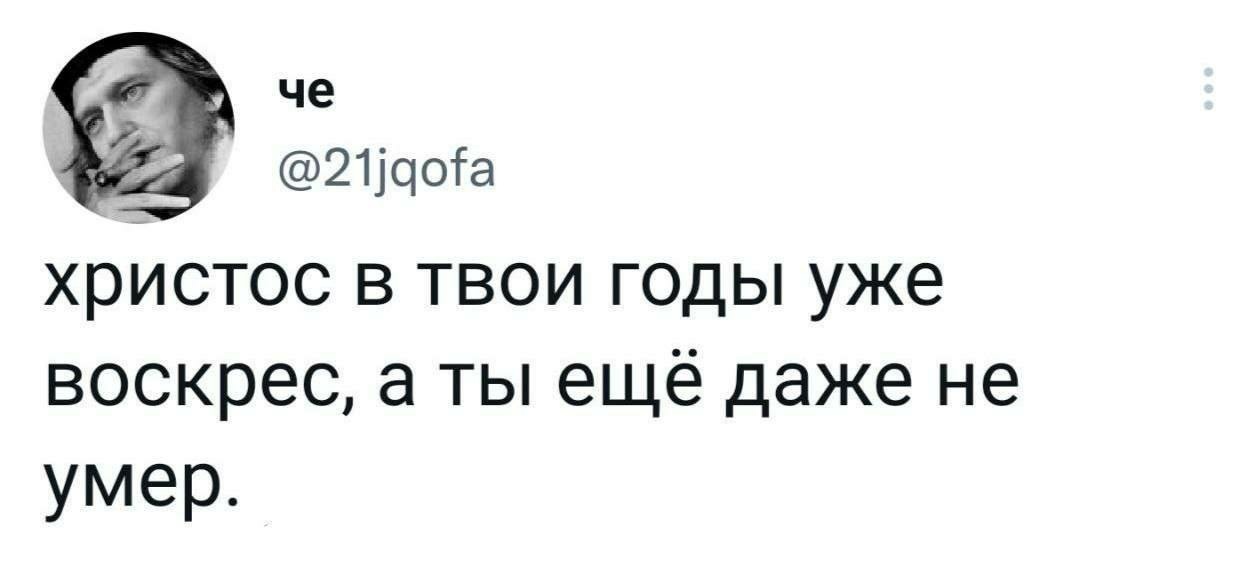 че
@21jqofa
христос в твои годы уже
воскрес, а ты ещё даже не
умер.